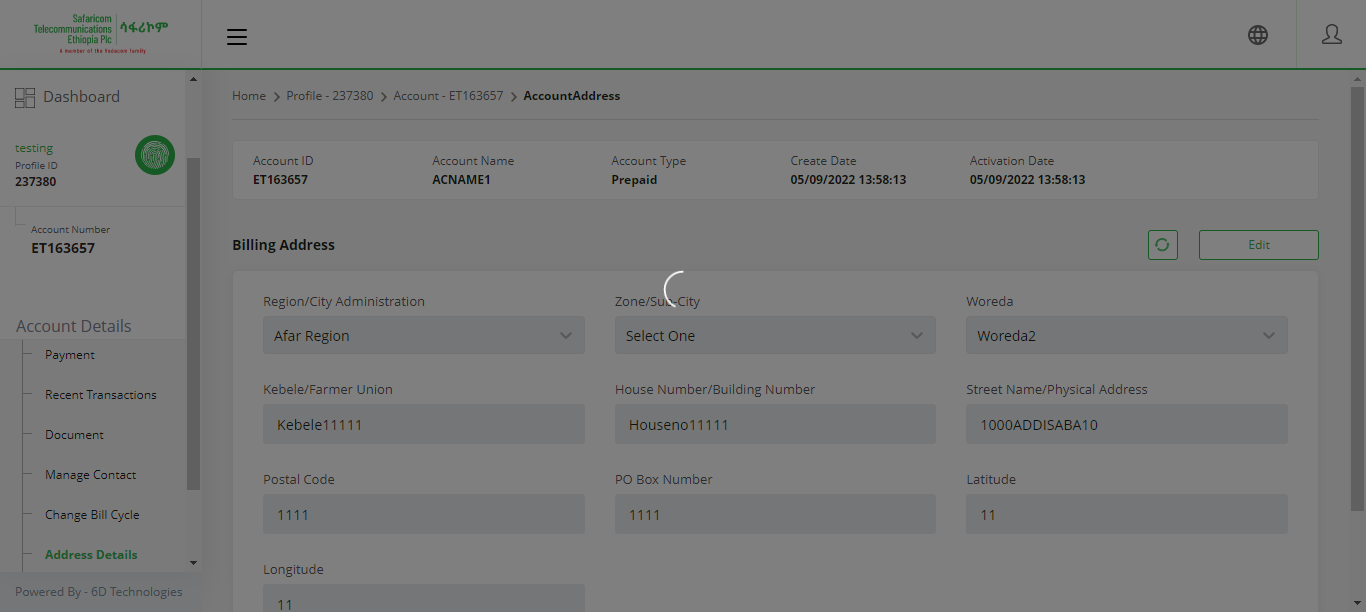 Safaricom
Telecommunications
Ethiopia Plc
ሳፋሪኮም
A member of the Vodacom family
Dashboard
testing
Profile ID
237380
Account Number
ET163657
Account Details
Payment
Recent Transactions
Document
Manage Contact
Change Bill Cycle
Address Details
Powered By - 6D Technologies
Home > Profile - 237380 > Account - ET163657 > AccountAddress
Account ID Account Name Account Type Create Date Activation Date
ET163657 ACNAME1 Prepaid 05/09/2022 13:58:13 05/09/2022 13:58:13
Billing Address
Edit
Region/City Administration Zone/Sub-City Woreda
Afar Region Select One Woreda2
Kebele/Farmer Union House Number/Building Number Street Name/Physical Address
Kebele11111 Houseno11111 1000ADDISABA10
Postal Code PO Box Number Latitude
1111 1111 11
Longitude
11